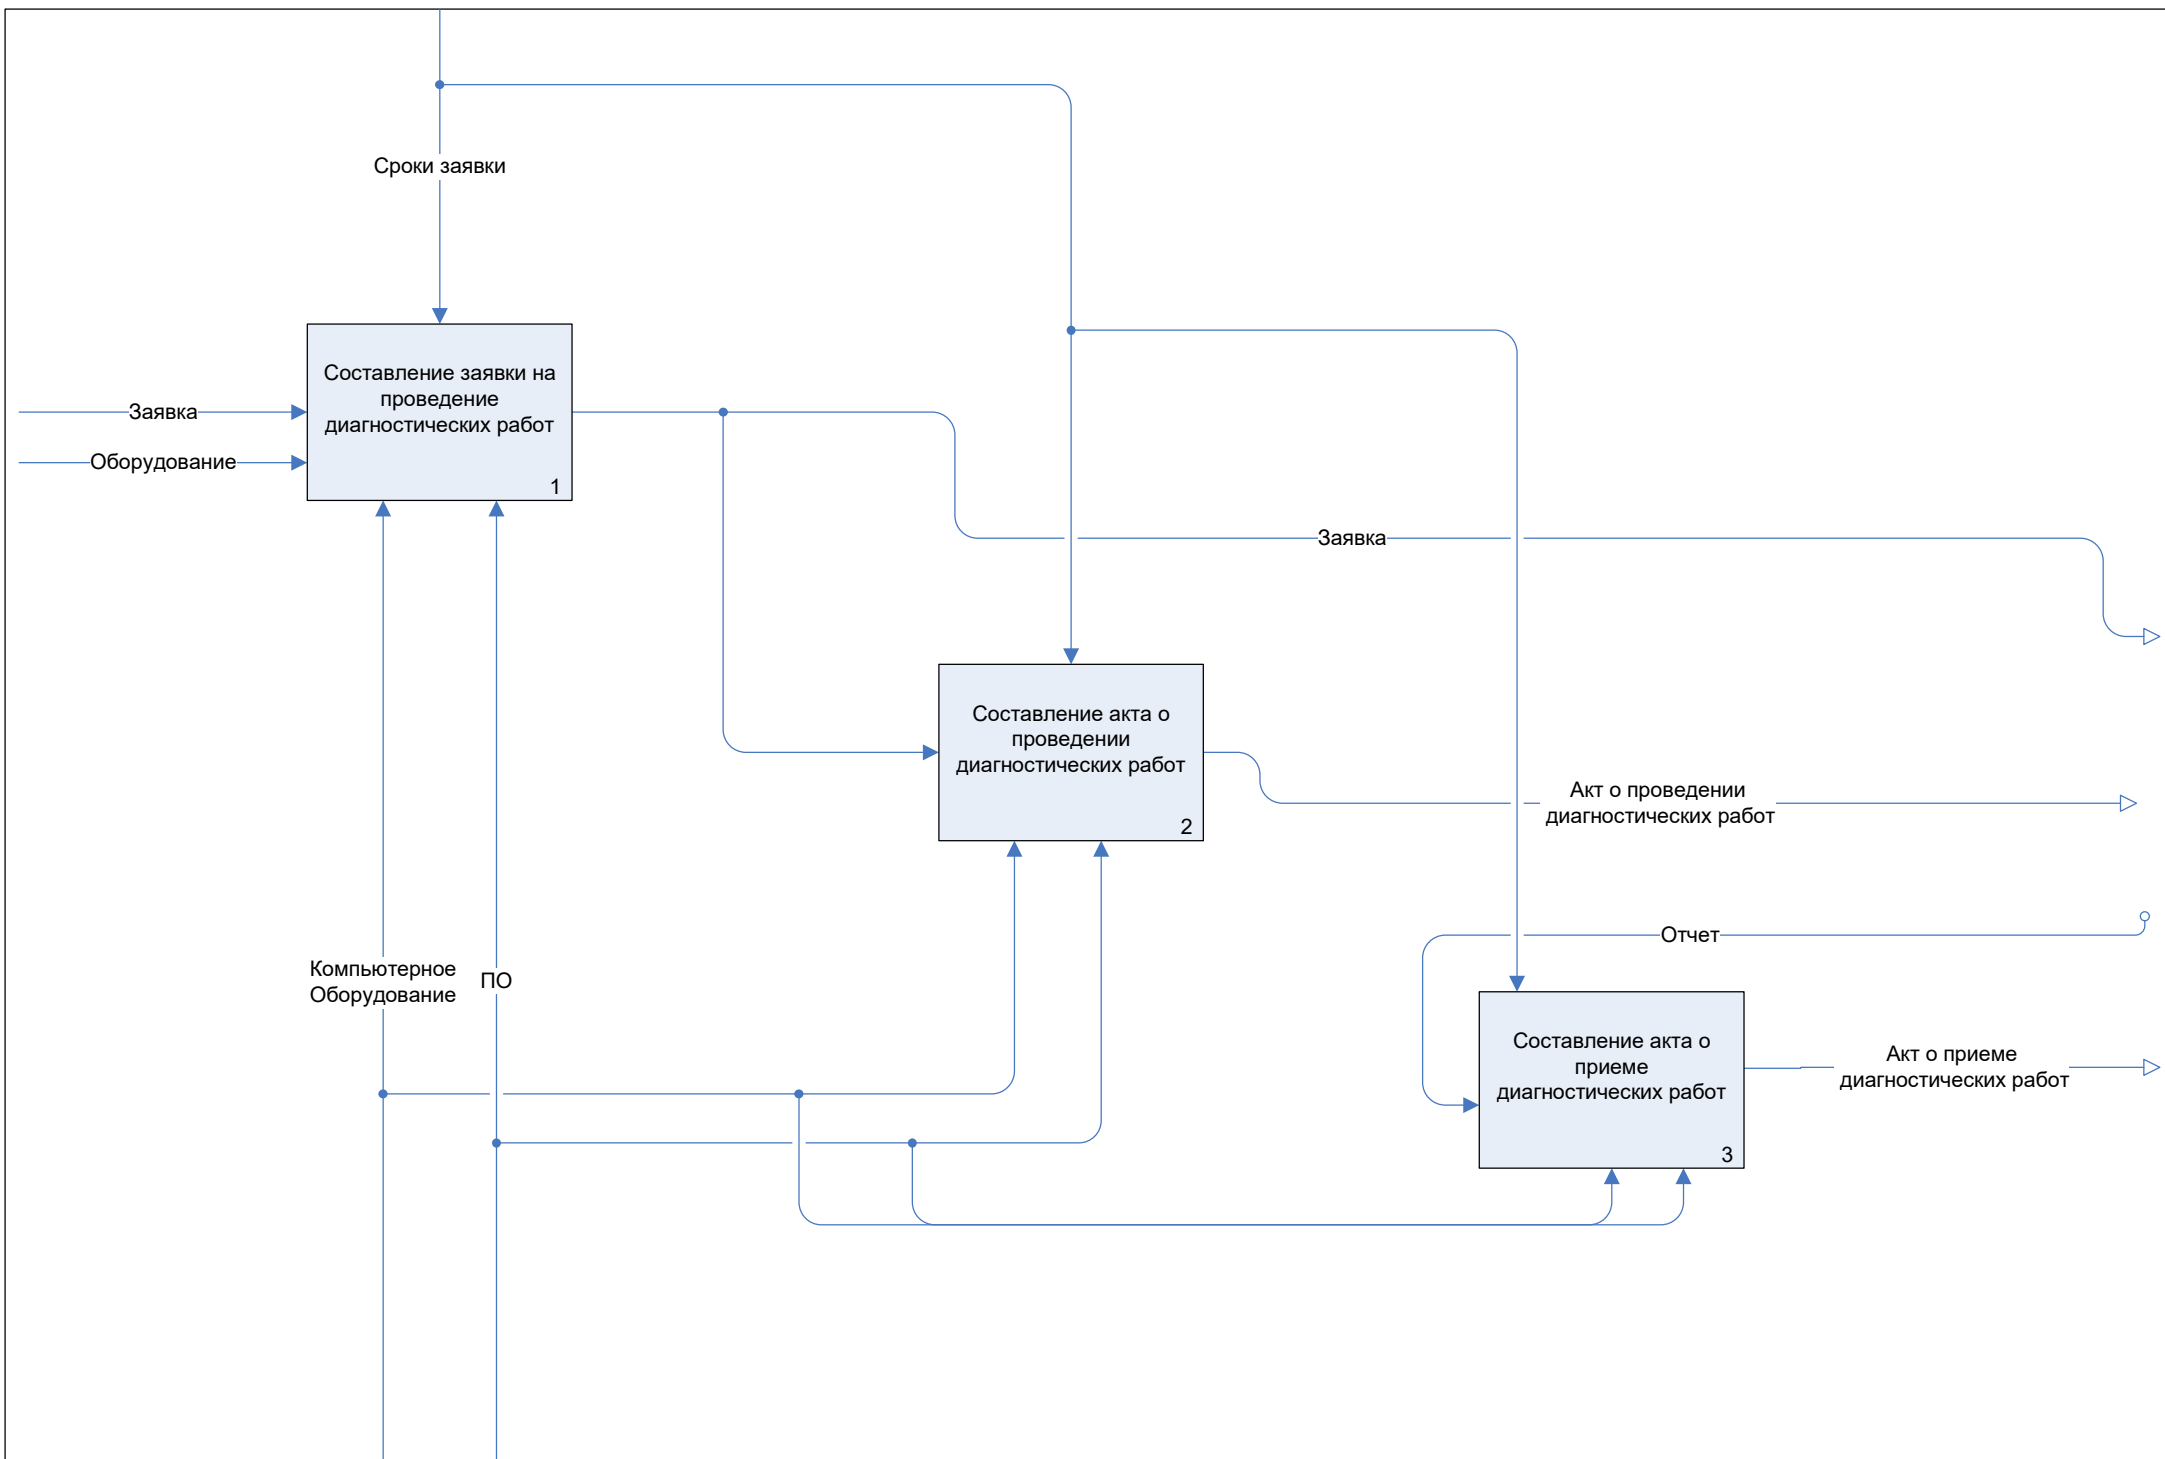 Сроки заявки
Составление заявки на
проведение
диагностических работ
1
Заявка
Оборудование
Заявка
Составление акта о
проведении
диагностических работ
2
Акт о проведении
диагностических работ
Отчет
Компьютерное
Оборудование
ПО
Составление акта о
приеме
диагностических работ
3
Акт о приеме
диагностических работ